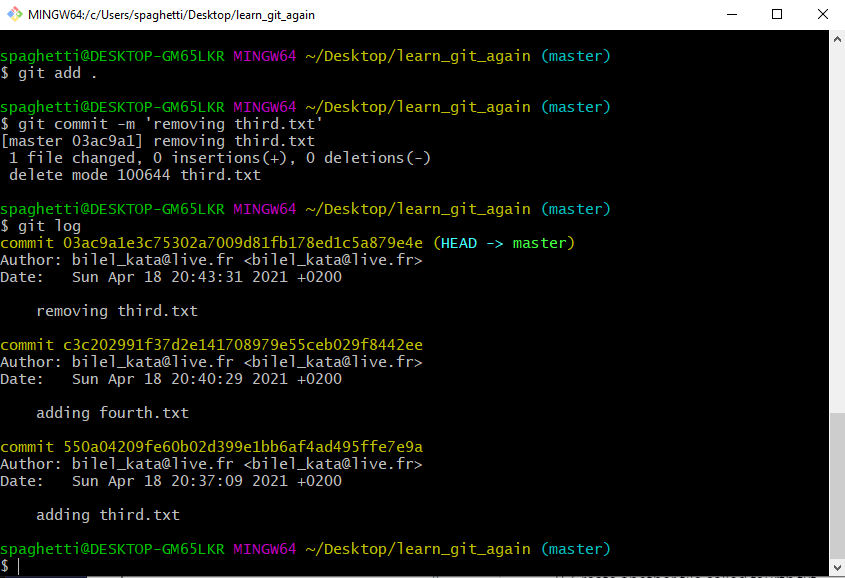 MINGW64:/c/Users/spaghetti/Desktop/learn_git_again
spaghetti@DESKTOP-GM65LKR MINGW64 ~/Desktop/learn_git_again (master)
$ git add .
spaghetti@DESKTOP-GM65LKR MINGW64 ~/Desktop/learn_git_again (master)
$ git commit -m 'removing third.txt'
[master 03ac9a1] removing third.txt
1 file changed, 0 insertions(+), 0 deletions(-)
delete mode 100644 third.txt
spaghetti@DESKTOP-GM65LKR MINGW64 ~/Desktop/learn_git_again (master)
$ git log
commit 03ac9a1e3c75302a7009d81fb178ed1c5a879e4e (HEAD -> master)
Author: bilel_kata@live.fr <bilel_kata@live.fr>
Date:   Sun Apr 18 20:43:31 2021 +0200
removing third.txt
commit c3c202991f37d2e141708979e55ceb029f8442ee
Author: bilel_kata@live.fr <bilel_kata@live.fr>
Date:   Sun Apr 18 20:40:29 2021 +0200
adding fourth.txt
commit 550a04209fe60b02d399e1bb6af4ad495ffe7e9a
Author: bilel_kata@live.fr <bilel_kata@live.fr>
Date:   Sun Apr 18 20:37:09 2021 +0200
adding third.txt
spaghetti@DESKTOP-GM65LKR MINGW64 ~/Desktop/learn_git_again (master)
$